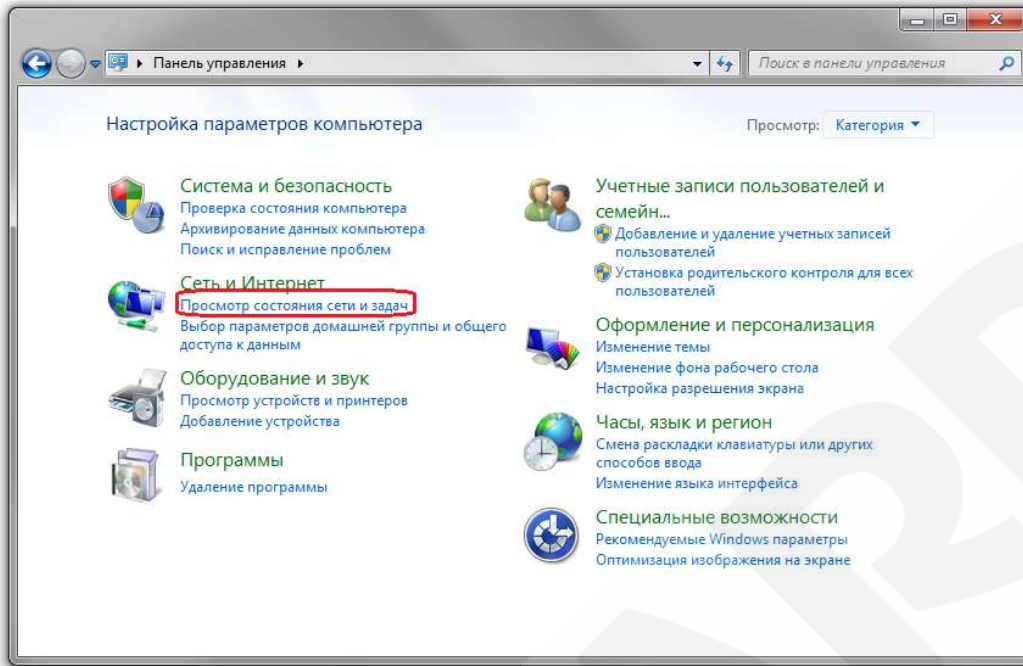 Панель управления
Поиск в панели управления
Настройка параметров компьютера
Просмотр: Категория
Система и безопасность
Проверка состояния компьютера
Архивирование данных компьютера
Поиск и исправление проблем
Сеть и Интернет
Просмотр состояния сети и задач
Выбор параметров домашней группы и общего
доступа к данным
Оборудование и звук
Просмотр устройств и принтеров
Добавление устройства
Программы
Удаление программы
Учетные записи пользователей и
семейн...
Добавление и удаление учетных записей
пользователей
Установка родительского контроля для всех
пользователей
Оформление и персонализация
Изменение темы
Изменение фона рабочего стола
Настройка разрешения экрана
Часы, язык и регион
Смена раскладки клавиатуры или других
способов ввода
Изменение языка интерфейса
Специальные возможности
Рекомендуемые Windows параметры
Оптимизация изображения на экране